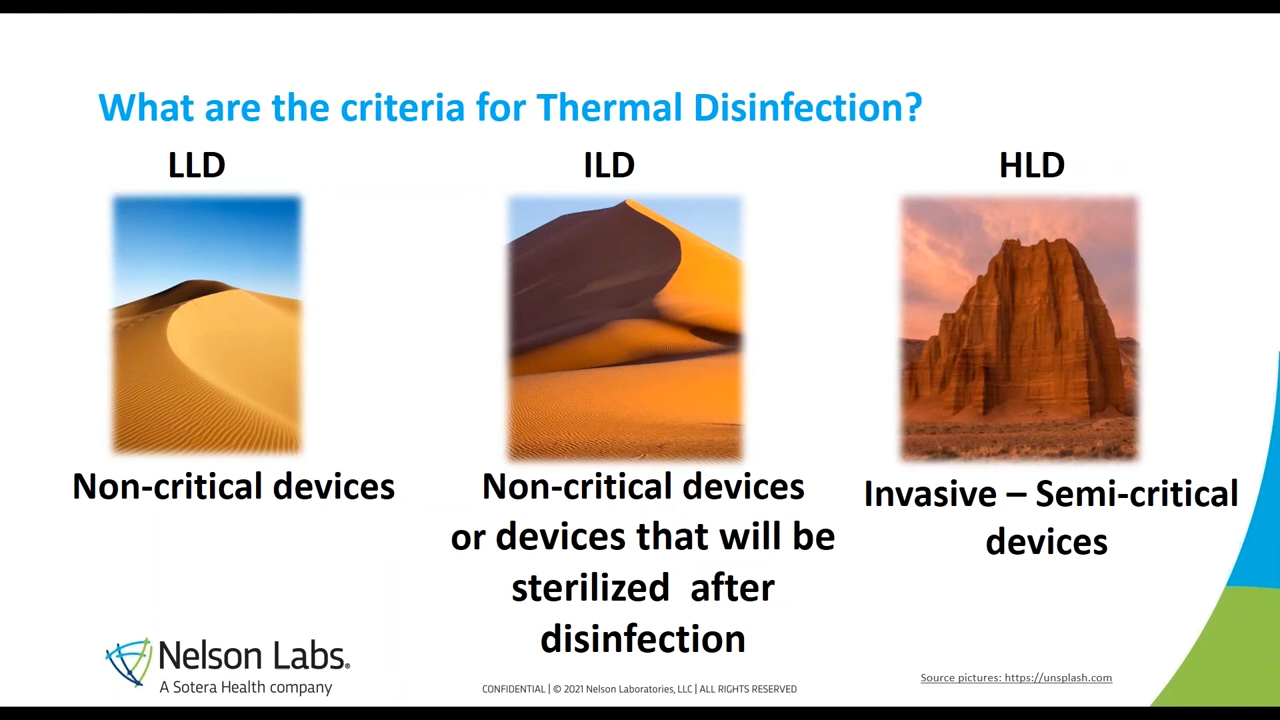 What are the criteria for Thermal Disinfection?
LLD
ILD
HLD
Non-critical devices
Non-critical devices
or devices that will be
sterilized after
disinfection
Invasive – Semi-critical
devices
Nelson Labs®
A Sotera Health company
CONFIDENTIAL | © 2021 Nelson Laboratories, LLC | ALL RIGHTS RESERVED
Source pictures: https://unsplash.com